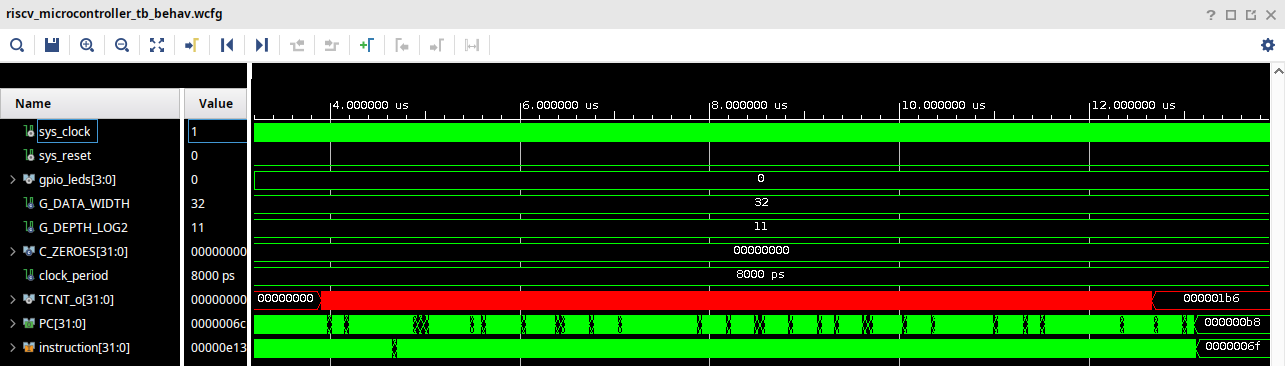 riscv_microcontroller_tb_behav.wcfg
Name Value 4.000000 us 6.000000 us 8.000000 us 10.000000 us 12.000000 us
sys_clock 1
sys_reset 0
gpio_leds[3:0] 0 0
G_DATA_WIDTH 32 32
G_DEPTH_LOG2 11 11
C_ZEROES[31:0] 00000000 00000000
clock_period 8000 ps 8000 ps
TCNT_o[31:0] 00000000 00000000 000001b6
PC[31:0] 0000006c 000000b8
instruction[31:0] 00000e13 0000006f